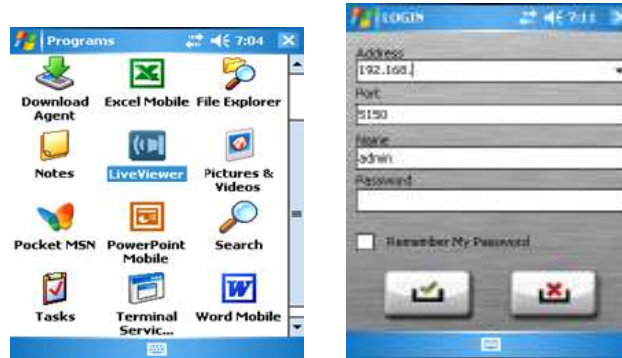 Programs 7:04
Download Agent
Excel Mobile
File Explorer
Notes
LiveViewer
Pictures & Videos
Pocket MSN
PowerPoint Mobile
Search
Tasks
Terminal Servic...
Word Mobile
LOGIN 7:11
Address
192.168.
Port
5150
Name
admin
Password
Remember My Password